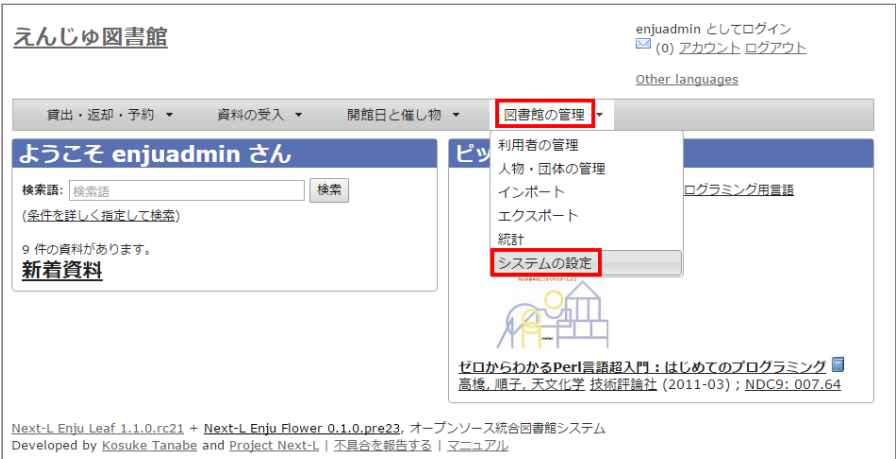 えんじゅ図書館
enjuadmin としてログイン
(0) アカウント ログアウト
Other languages
貸出・返却・予約 ▼ 資料の受入 ▼ 開館日と催し物 ▼ 図書館の管理 ▼
利用者の管理
人物・団体の管理
インポート
エクスポート
統計
システムの設定
ようこそ enjuadmin さん
検索語: 検索語 検索
(条件を詳しく指定して検索)
9 件の資料があります。
新着資料
ピッ
ログラミング用言語
ゼロからわかるPerl言語超入門 : はじめてのプログラミング
高橋, 順子, 天文化学 技術評論社 (2011-03) ; NDC9: 007.64
Next-L Enju Leaf 1.1.0.rc21 + Next-L Enju Flower 0.1.0.pre23, オープンソース統合図書館システム
Developed by Kosuke Tanabe and Project Next-L | 不具合を報告する | マニュアル